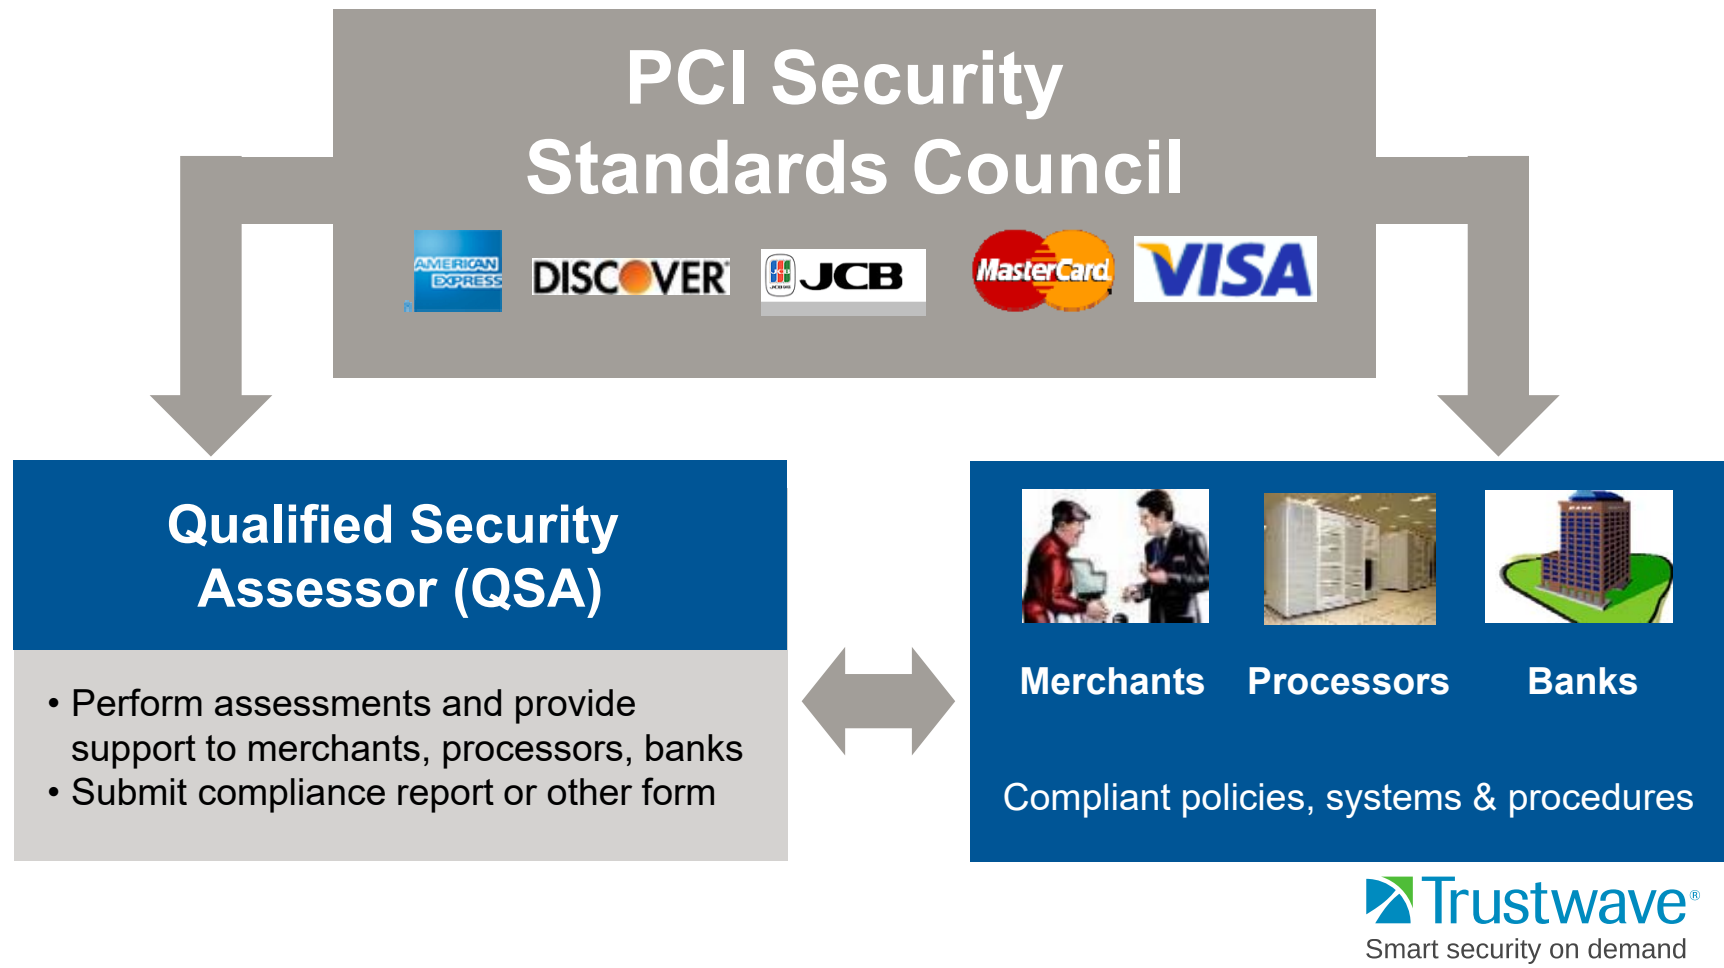 PCI Security
Standards Council
AMERICAN
EXPRESS
DISCOVER
JCB
JCB
MasterCard
VISA
Qualified Security
Assessor (QSA)
• Perform assessments and provide
support to merchants, processors, banks
• Submit compliance report or other form
BANK
Merchants Processors Banks
Compliant policies, systems & procedures
Trustwave®
Smart security on demand